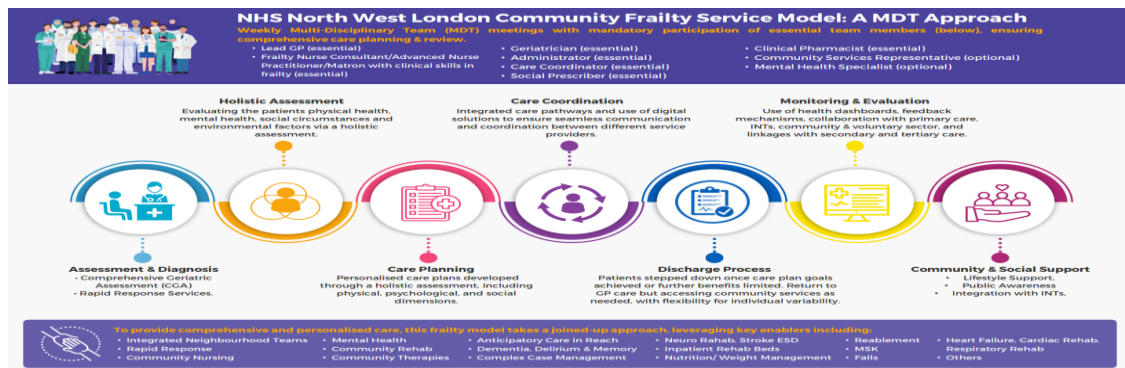 NHS North West London Community Frailty Service Model: A MDT Approach
Weekly Multi-Disciplinary Team (MDT) meetings with mandatory participation of essential team members (below), ensuring
comprehensive care planning & review.
• Lead GP (essential)
• Frailty Nurse Consultant/Advanced Nurse
Practitioner/Matron with clinical skills in
frailty (essential)
• Geriatrician (essential)
• Administrator (essential)
• Care Coordinator (essential)
• Social Prescriber (essential)
• Clinical Pharmacist (essential)
• Community Services Representative (optional)
• Mental Health Specialist (optional)
Holistic Assessment
Evaluating the patients physical health,
mental health, social circumstances and
environmental factors via a holistic
assessment.
Care Coordination
Integrated care pathways and use of digital
solutions to ensure seamless communication
and coordination between different service
providers.
Monitoring & Evaluation
Use of health dashboards, feedback
mechanisms, collaboration with primary care,
INTs, community & voluntary sector, and
linkages with secondary and tertiary care.
Assessment & Diagnosis
• Comprehensive Geriatric
Assessment (CGA)
• Rapid Response Services.
Care Planning
Personalised care plans developed
through a holistic assessment, including
physical, psychological, and social
dimensions.
Discharge Process
Patients stepped down once care plan goals
achieved or further benefits limited. Return to
GP care but accessing community services as
needed, with flexibility for individual variability.
Community & Social Support
• Lifestyle Support,
• Public Awareness
• Integration with INTs.
To provide comprehensive and personalised care, this frailty model takes a joined-up approach, leveraging key enablers including:
• Integrated Neighbourhood Teams
• Rapid Response
• Community Nursing
• Mental Health
• Community Rehab
• Community Therapies
• Anticipatory Care in Reach
• Dementia, Delirium & Memory
• Complex Case Management
• Neuro Rehab, Stroke ESD
• Inpatient Rehab Beds
• Nutrition/ Weight Management
• Reablement
• MSK
• Falls
• Heart Failure, Cardiac Rehab,
Respiratory Rehab
• Others